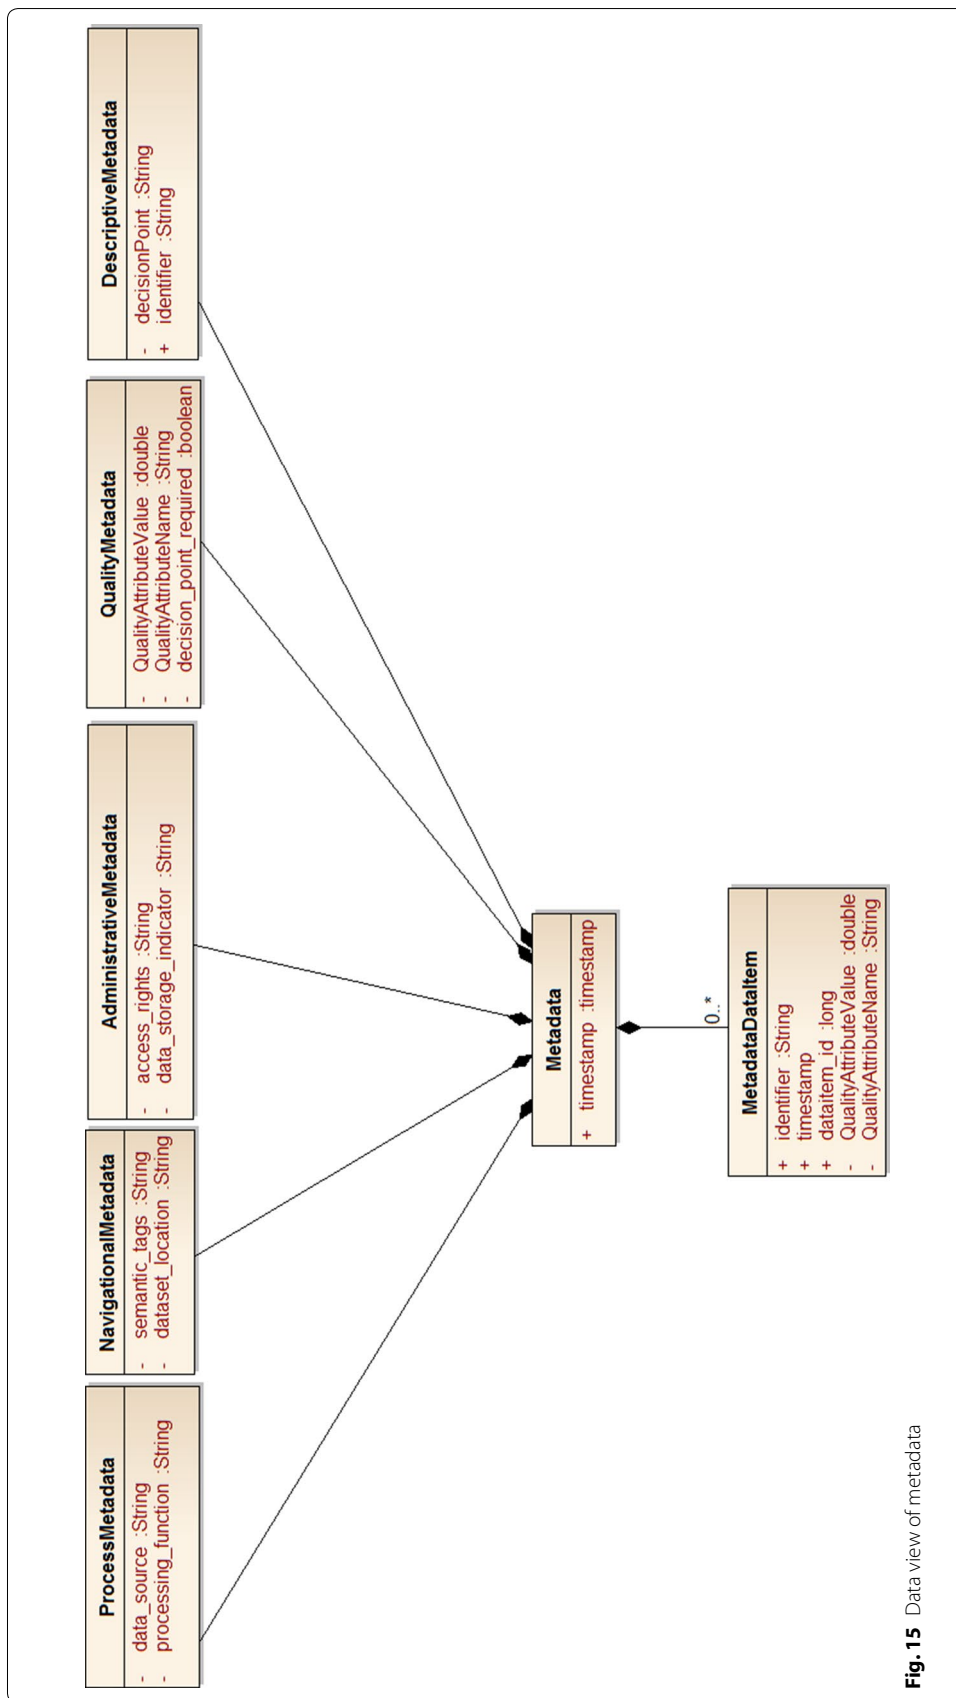 ProcessMetadata
- data_source :String
- processing_function :String
NavigationalMetadata
- semantic_tags :String
- dataset_location :String
AdministrativeMetadata
- access_rights :String
- data_storage_indicator :String
QualityMetadata
- QualityAttributeValue :double
- QualityAttributeName :String
- decision_point_required :boolean
DescriptiveMetadata
- decisionPoint :String
+ identifier :String
Metadata
+ timestamp :timestamp
0..*
MetadataDataItem
+ identifier :String
+ timestamp
+ dataitem_id :long
- QualityAttributeValue :double
- QualityAttributeName :String
Fig. 15 Data view of metadata